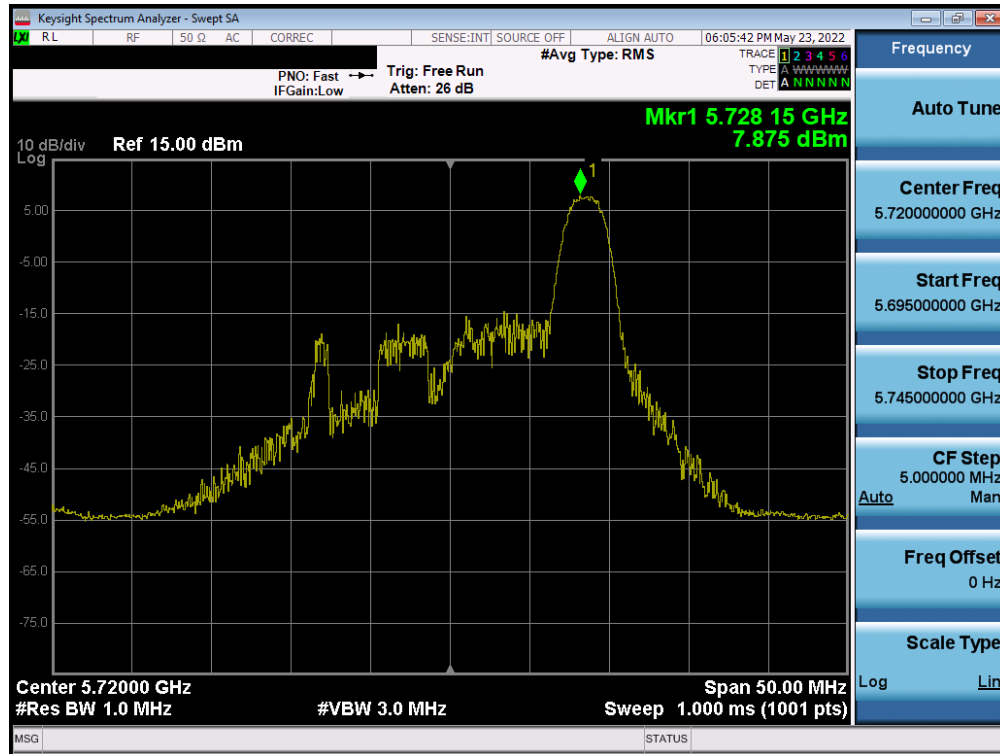 Keysight Spectrum Analyzer - Swept SA
LXI RL RF 50 Ω AC CORREC SENSE:INT SOURCE OFF ALIGN AUTO 06:05:42 PM May 23, 2022
Frequency
#Avg Type: RMS
TRACE 1 2 3 4 5 6
PNO: Fast Trig: Free Run
TYPE A WWWWW
IFGain:Low Atten: 26 dB
DET A N N N N N
Auto Tune
Mkr1 5.728 15 GHz
7.875 dBm
10 dB/div Ref 15.00 dBm
Log
1
5.00
-5.00
-15.0
-25.0
-35.0
-45.0
-55.0
-65.0
-75.0
Center Freq
5.720000000 GHz
Start Freq
5.695000000 GHz
Stop Freq
5.745000000 GHz
CF Step
5.000000 MHz
Auto Man
Freq Offset
0 Hz
Scale Type
Log Lin
Center 5.72000 GHz Span 50.00 MHz
#Res BW 1.0 MHz #VBW 3.0 MHz Sweep 1.000 ms (1001 pts)
MSG STATUS